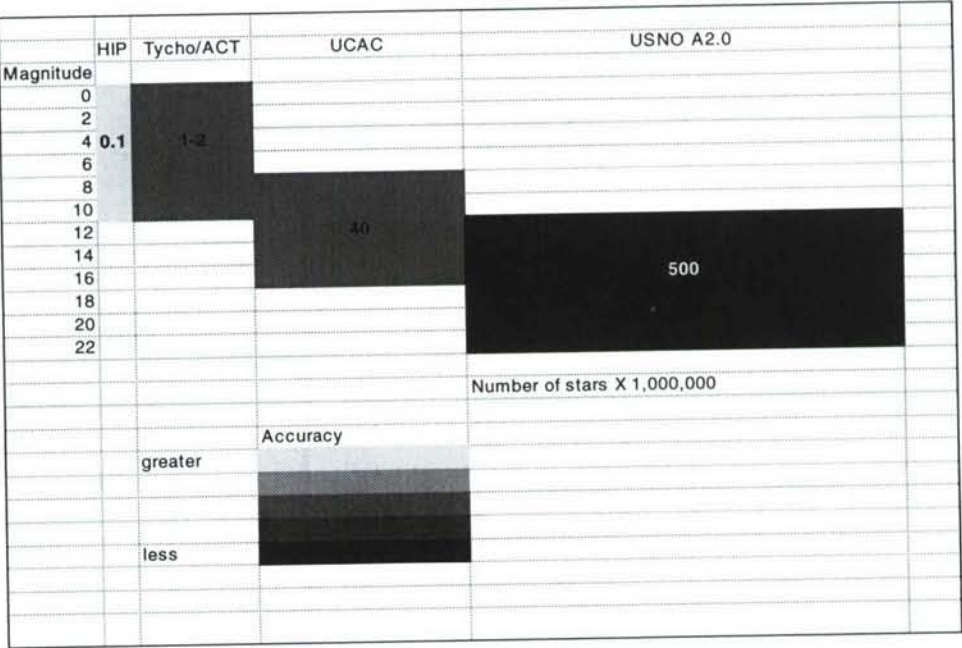 HIP Tycho/ACT UCAC USNO A2.0
Magnitude
0
2
4 0.1 1-2
6
8
10
12 40
14
16 500
18
20
22
Number of stars X 1,000,000
Accuracy
greater
less